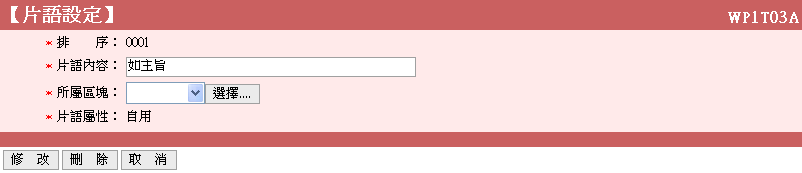 【片語設定】 WP1T03A
* 排　　序： 0001
* 片語內容： 如主旨
* 所屬區塊： 選擇....
* 片語屬性： 自用
修　改 刪　除 取　消